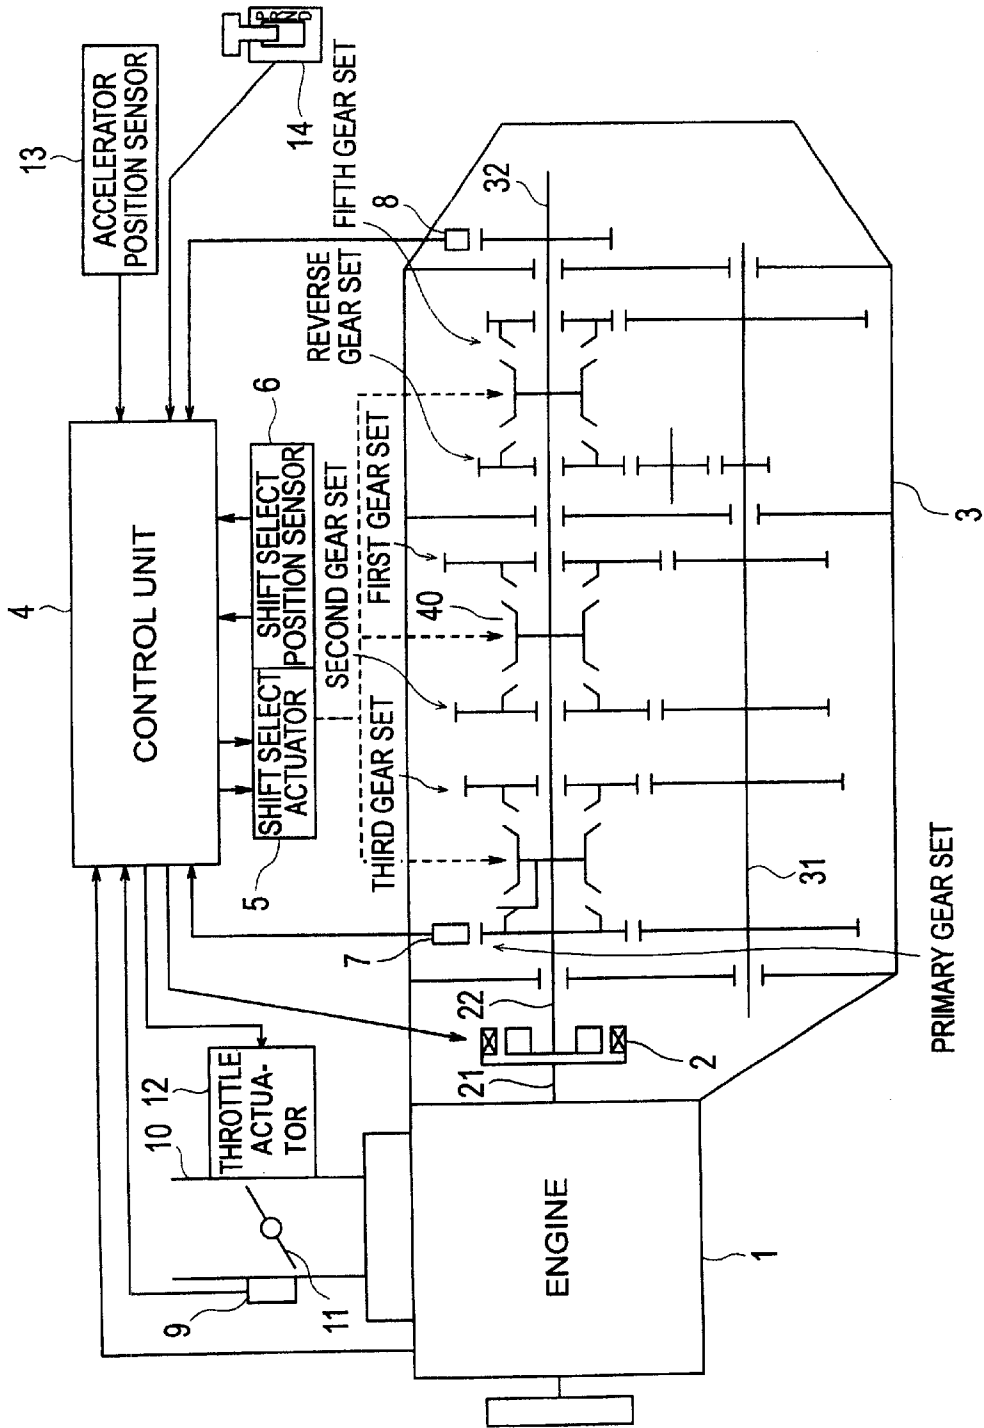 14
P R N D
13
ACCELERATOR
POSITION SENSOR
FIFTH GEAR SET
8
32
REVERSE
GEAR SET
4
CONTROL UNIT
6
SHIFT SELECT
POSITION SENSOR
FIRST GEAR SET
SECOND GEAR SET
40
3
5
SHIFT SELECT
ACTUATOR
THIRD GEAR SET
31
7
22
21
2
PRIMARY GEAR SET
12
THROTTLE
ACTUA-
TOR
10
9
11
ENGINE
1